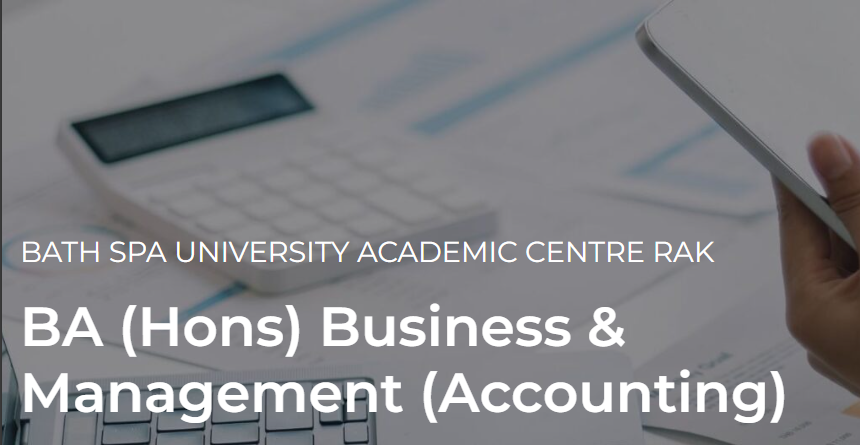 BATH SPA UNIVERSITY ACADEMIC CENTRE RAK
BA (Hons) Business &
Management (Accounting)